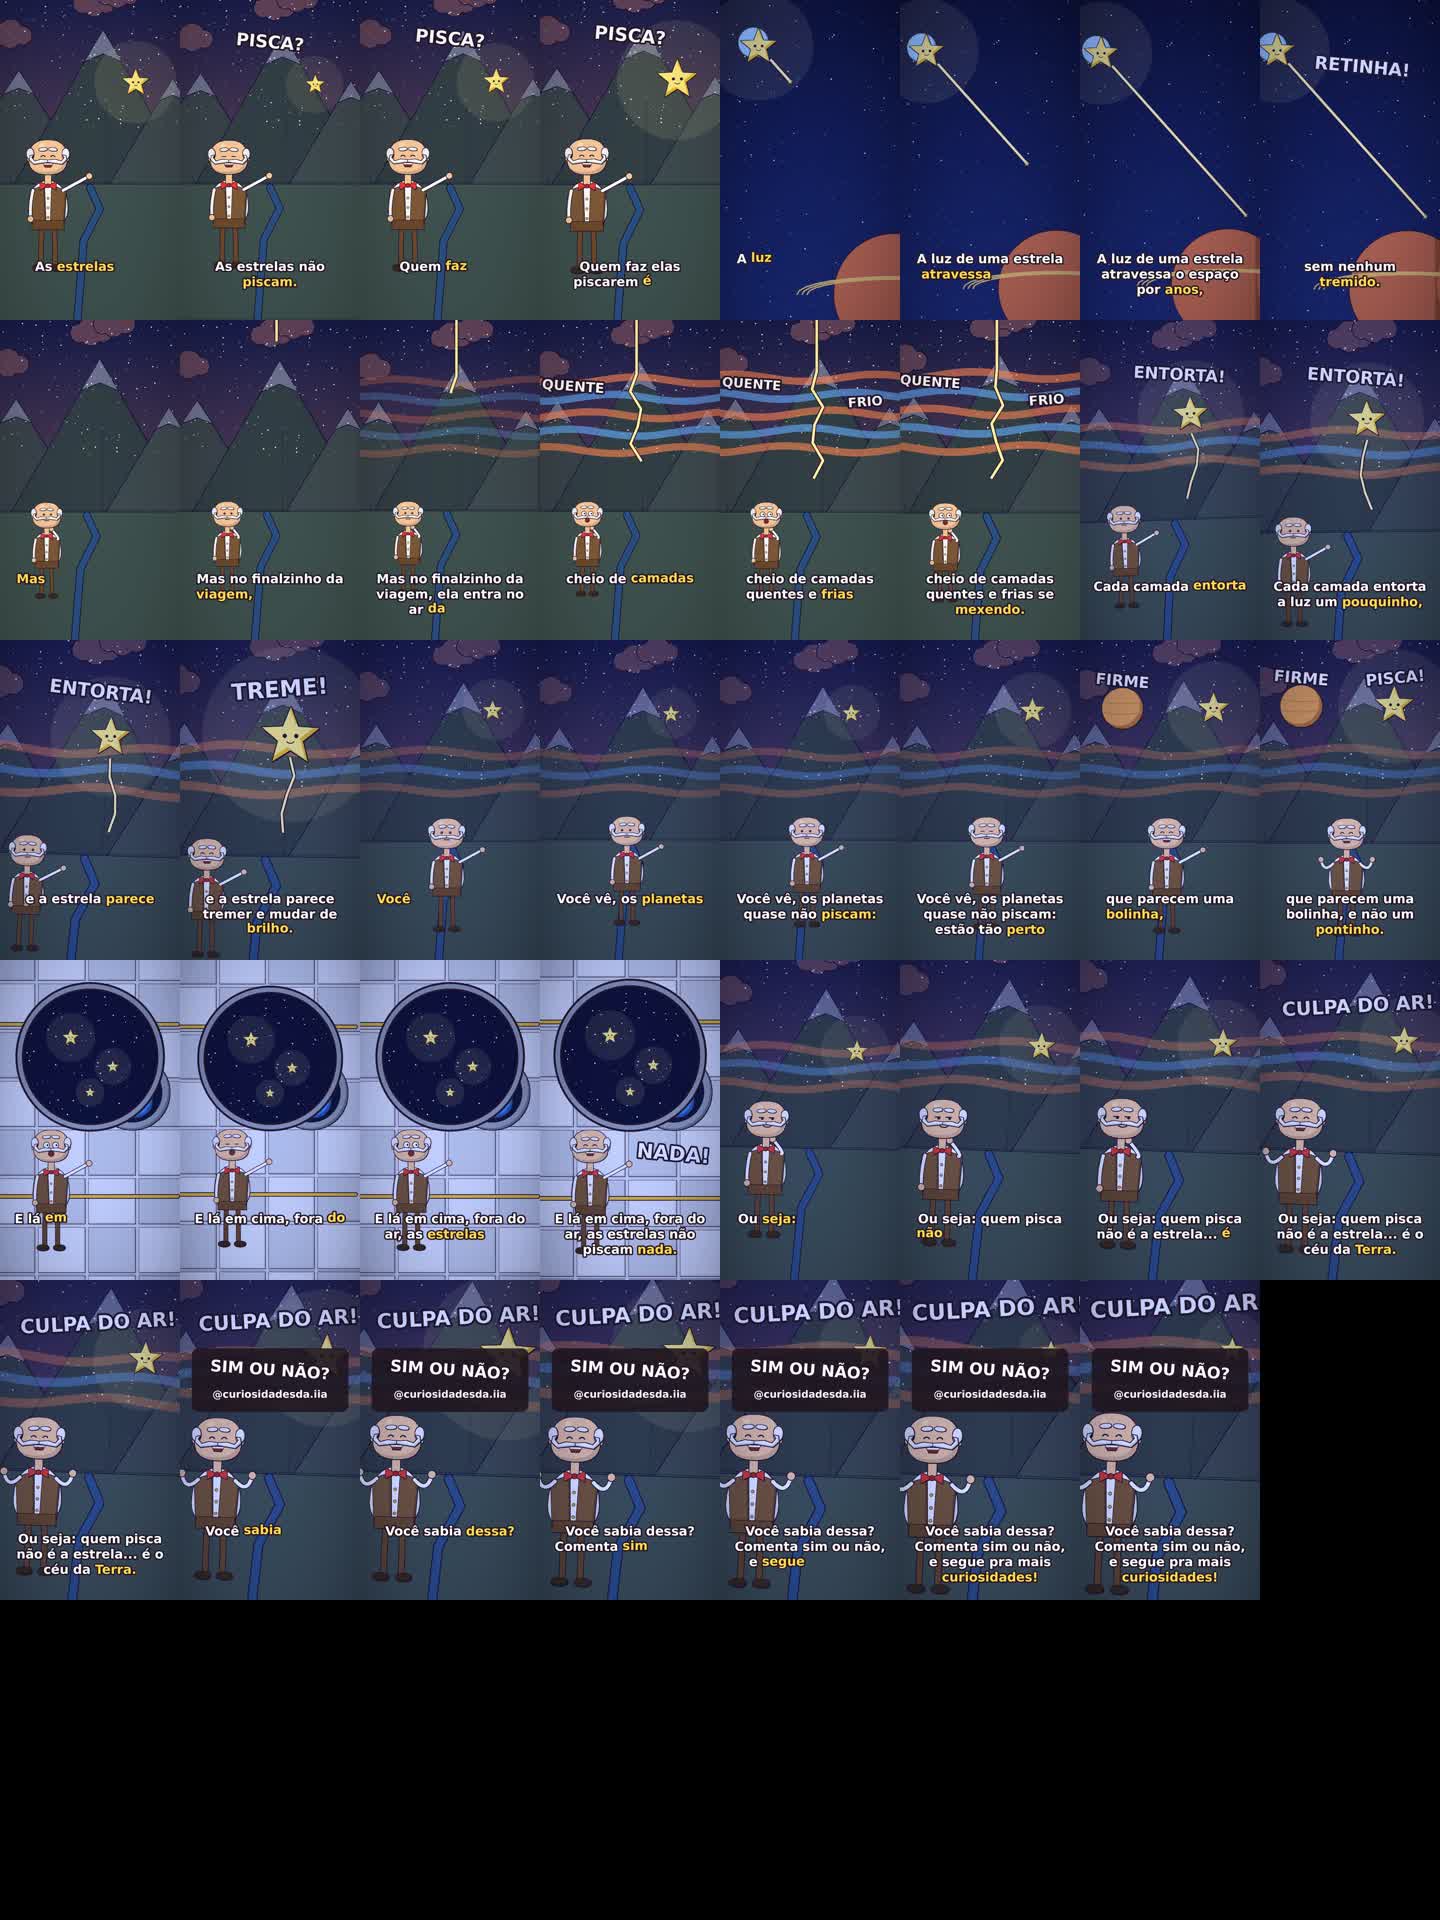 As estrelas
PISCA?
As estrelas não
piscam.
PISCA?
Quem faz
PISCA?
Quem faz elas
piscarem é
A luz
A luz de uma estrela
atravessa
A luz de uma estrela
atravessa o espaço
por anos,
RETINHA!
sem nenhum
tremido.
Mas
Mas no finalzinho da
viagem,
Mas no finalzinho da
viagem, ela entra no
ar da
QUENTE
cheio de camadas
QUENTE
FRIO
cheio de camadas
quentes e frias
QUENTE
FRIO
cheio de camadas
quentes e frias se
mexendo.
ENTORTA!
Cada camada entorta
ENTORTA!
Cada camada entorta
a luz um pouquinho,
ENTORTA!
e a estrela parece
TREME!
e a estrela parece
tremer e mudar de
brilho.
Você
Você vê, os planetas
Você vê, os planetas
quase não piscam:
Você vê, os planetas
quase não piscam:
estão tão perto
FIRME
que parecem uma
bolinha,
FIRME
PISCA!
que parecem uma
bolinha, e não um
pontinho.
E lá em
E lá em cima, fora do
E lá em cima, fora do
ar, as estrelas
NADA!
E lá em cima, fora do
ar, as estrelas não
piscam nada.
Ou seja:
Ou seja: quem pisca
não
Ou seja: quem pisca
não é a estrela... é
CULPA DO AR!
Ou seja: quem pisca
não é a estrela... é o
céu da Terra.
CULPA DO AR!
Ou seja: quem pisca
não é a estrela... é o
céu da Terra.
CULPA DO AR!
SIM OU NÃO?
@curiosidadesda.iia
Você sabia
CULPA DO AR!
SIM OU NÃO?
@curiosidadesda.iia
Você sabia dessa?
CULPA DO AR!
SIM OU NÃO?
@curiosidadesda.iia
Você sabia dessa?
Comenta sim
CULPA DO AR!
SIM OU NÃO?
@curiosidadesda.iia
Você sabia dessa?
Comenta sim ou não,
e segue
CULPA DO AR
SIM OU NÃO?
@curiosidadesda.iia
Você sabia dessa?
Comenta sim ou não,
e segue pra mais
curiosidades!
CULPA DO AR
SIM OU NÃO?
@curiosidadesda.iia
Você sabia dessa?
Comenta sim ou não,
e segue pra mais
curiosidades!